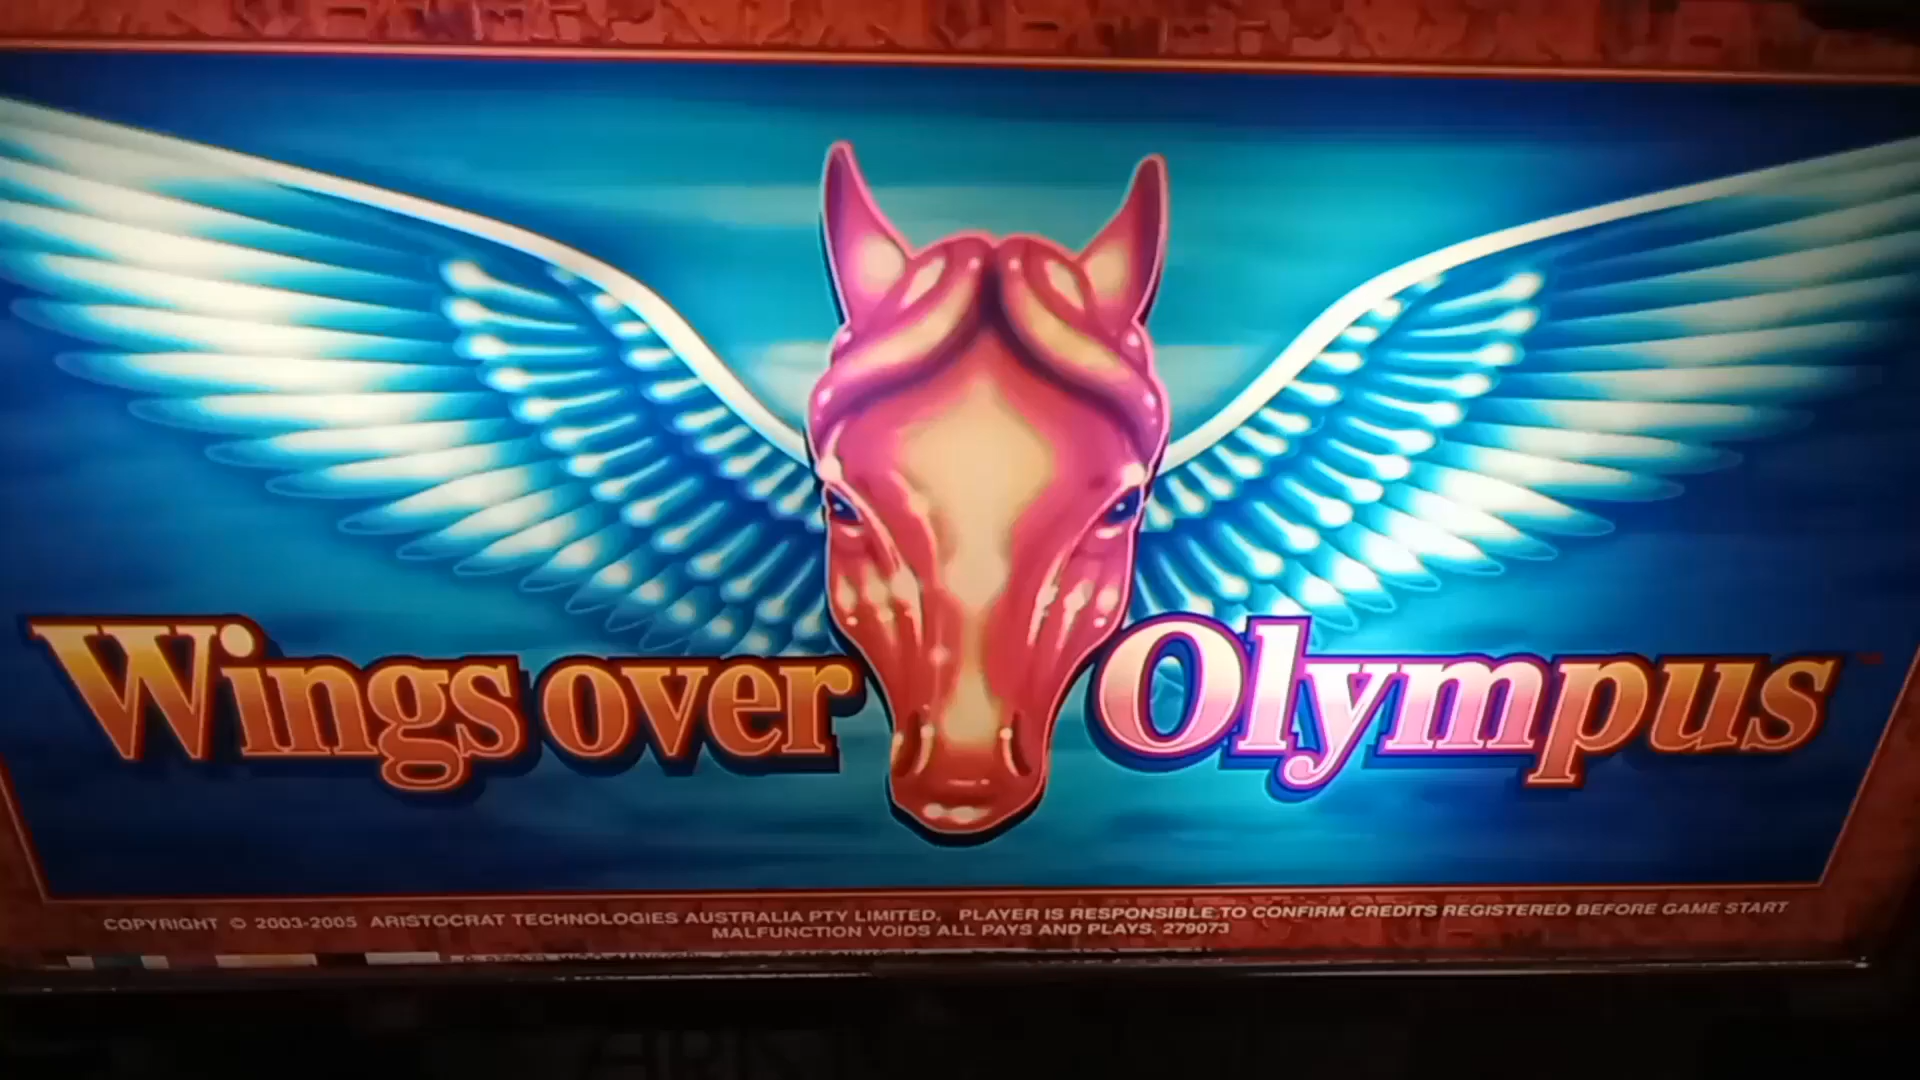 Wings over Olympus™
COPYRIGHT © 2003-2005 ARISTOCRAT TECHNOLOGIES AUSTRALIA PTY LIMITED. PLAYER IS RESPONSIBLE TO CONFIRM CREDITS REGISTERED BEFORE GAME START
MALFUNCTION VOIDS ALL PAYS AND PLAYS. 279073